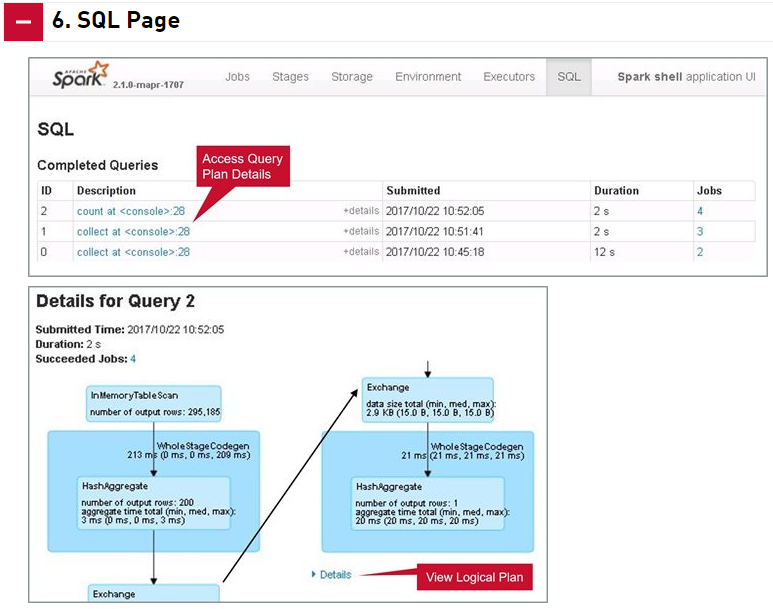 6. SQL Page
APACHE
Spark 2.1.0-mapr-1707 Jobs Stages Storage Environment Executors SQL Spark shell application UI
SQL
Completed Queries
Access Query
Plan Details
ID Description Submitted Duration Jobs
2 count at <console>:28 +details 2017/10/22 10:52:05 2 s 4
1 collect at <console>:28 +details 2017/10/22 10:51:41 2 s 3
0 collect at <console>:28 +details 2017/10/22 10:45:18 12 s 2
Details for Query 2
Submitted Time: 2017/10/22 10:52:05
Duration: 2 s
Succeeded Jobs: 4
InMemoryTableScan
number of output rows: 295,185
WholeStageCodegen
213 ms (0 ms, 0 ms, 209 ms)
HashAggregate
number of output rows: 200
aggregate time total (min, med, max):
3 ms (0 ms, 0 ms, 3 ms)
Exchange
Exchange
data size total (min, med, max):
2.9 KB (15.0 B, 15.0 B, 15.0 B)
WholeStageCodegen
21 ms (21 ms, 21 ms, 21 ms)
HashAggregate
number of output rows: 1
aggregate time total (min, med, max):
20 ms (20 ms, 20 ms, 20 ms)
Details
View Logical Plan